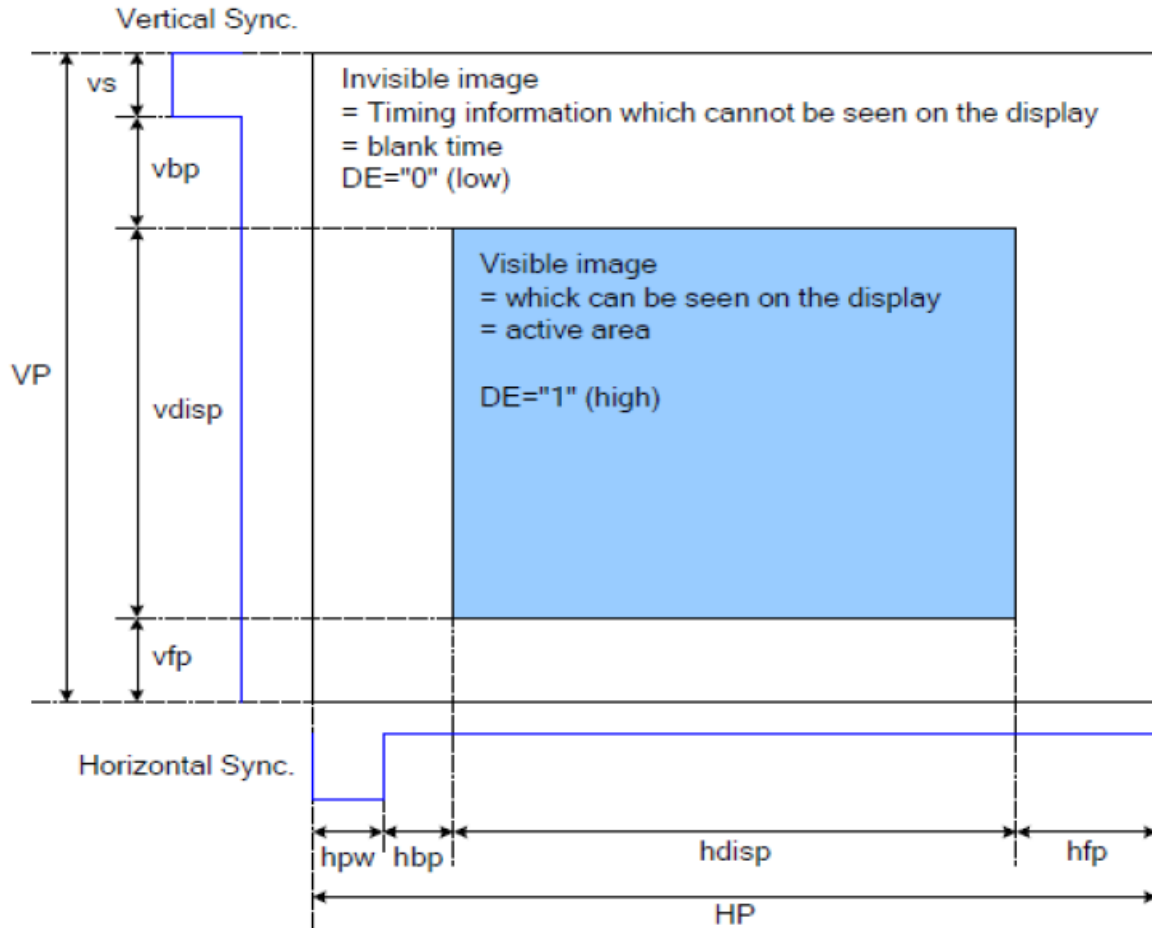 Vertical Sync.
vs
Invisible image
= Timing information which cannot be seen on the display
= blank time
DE="0" (low)
vbp
Visible image
= whick can be seen on the display
= active area
DE="1" (high)
VP
vdisp
vfp
Horizontal Sync.
hpw
hbp
hdisp
hfp
HP